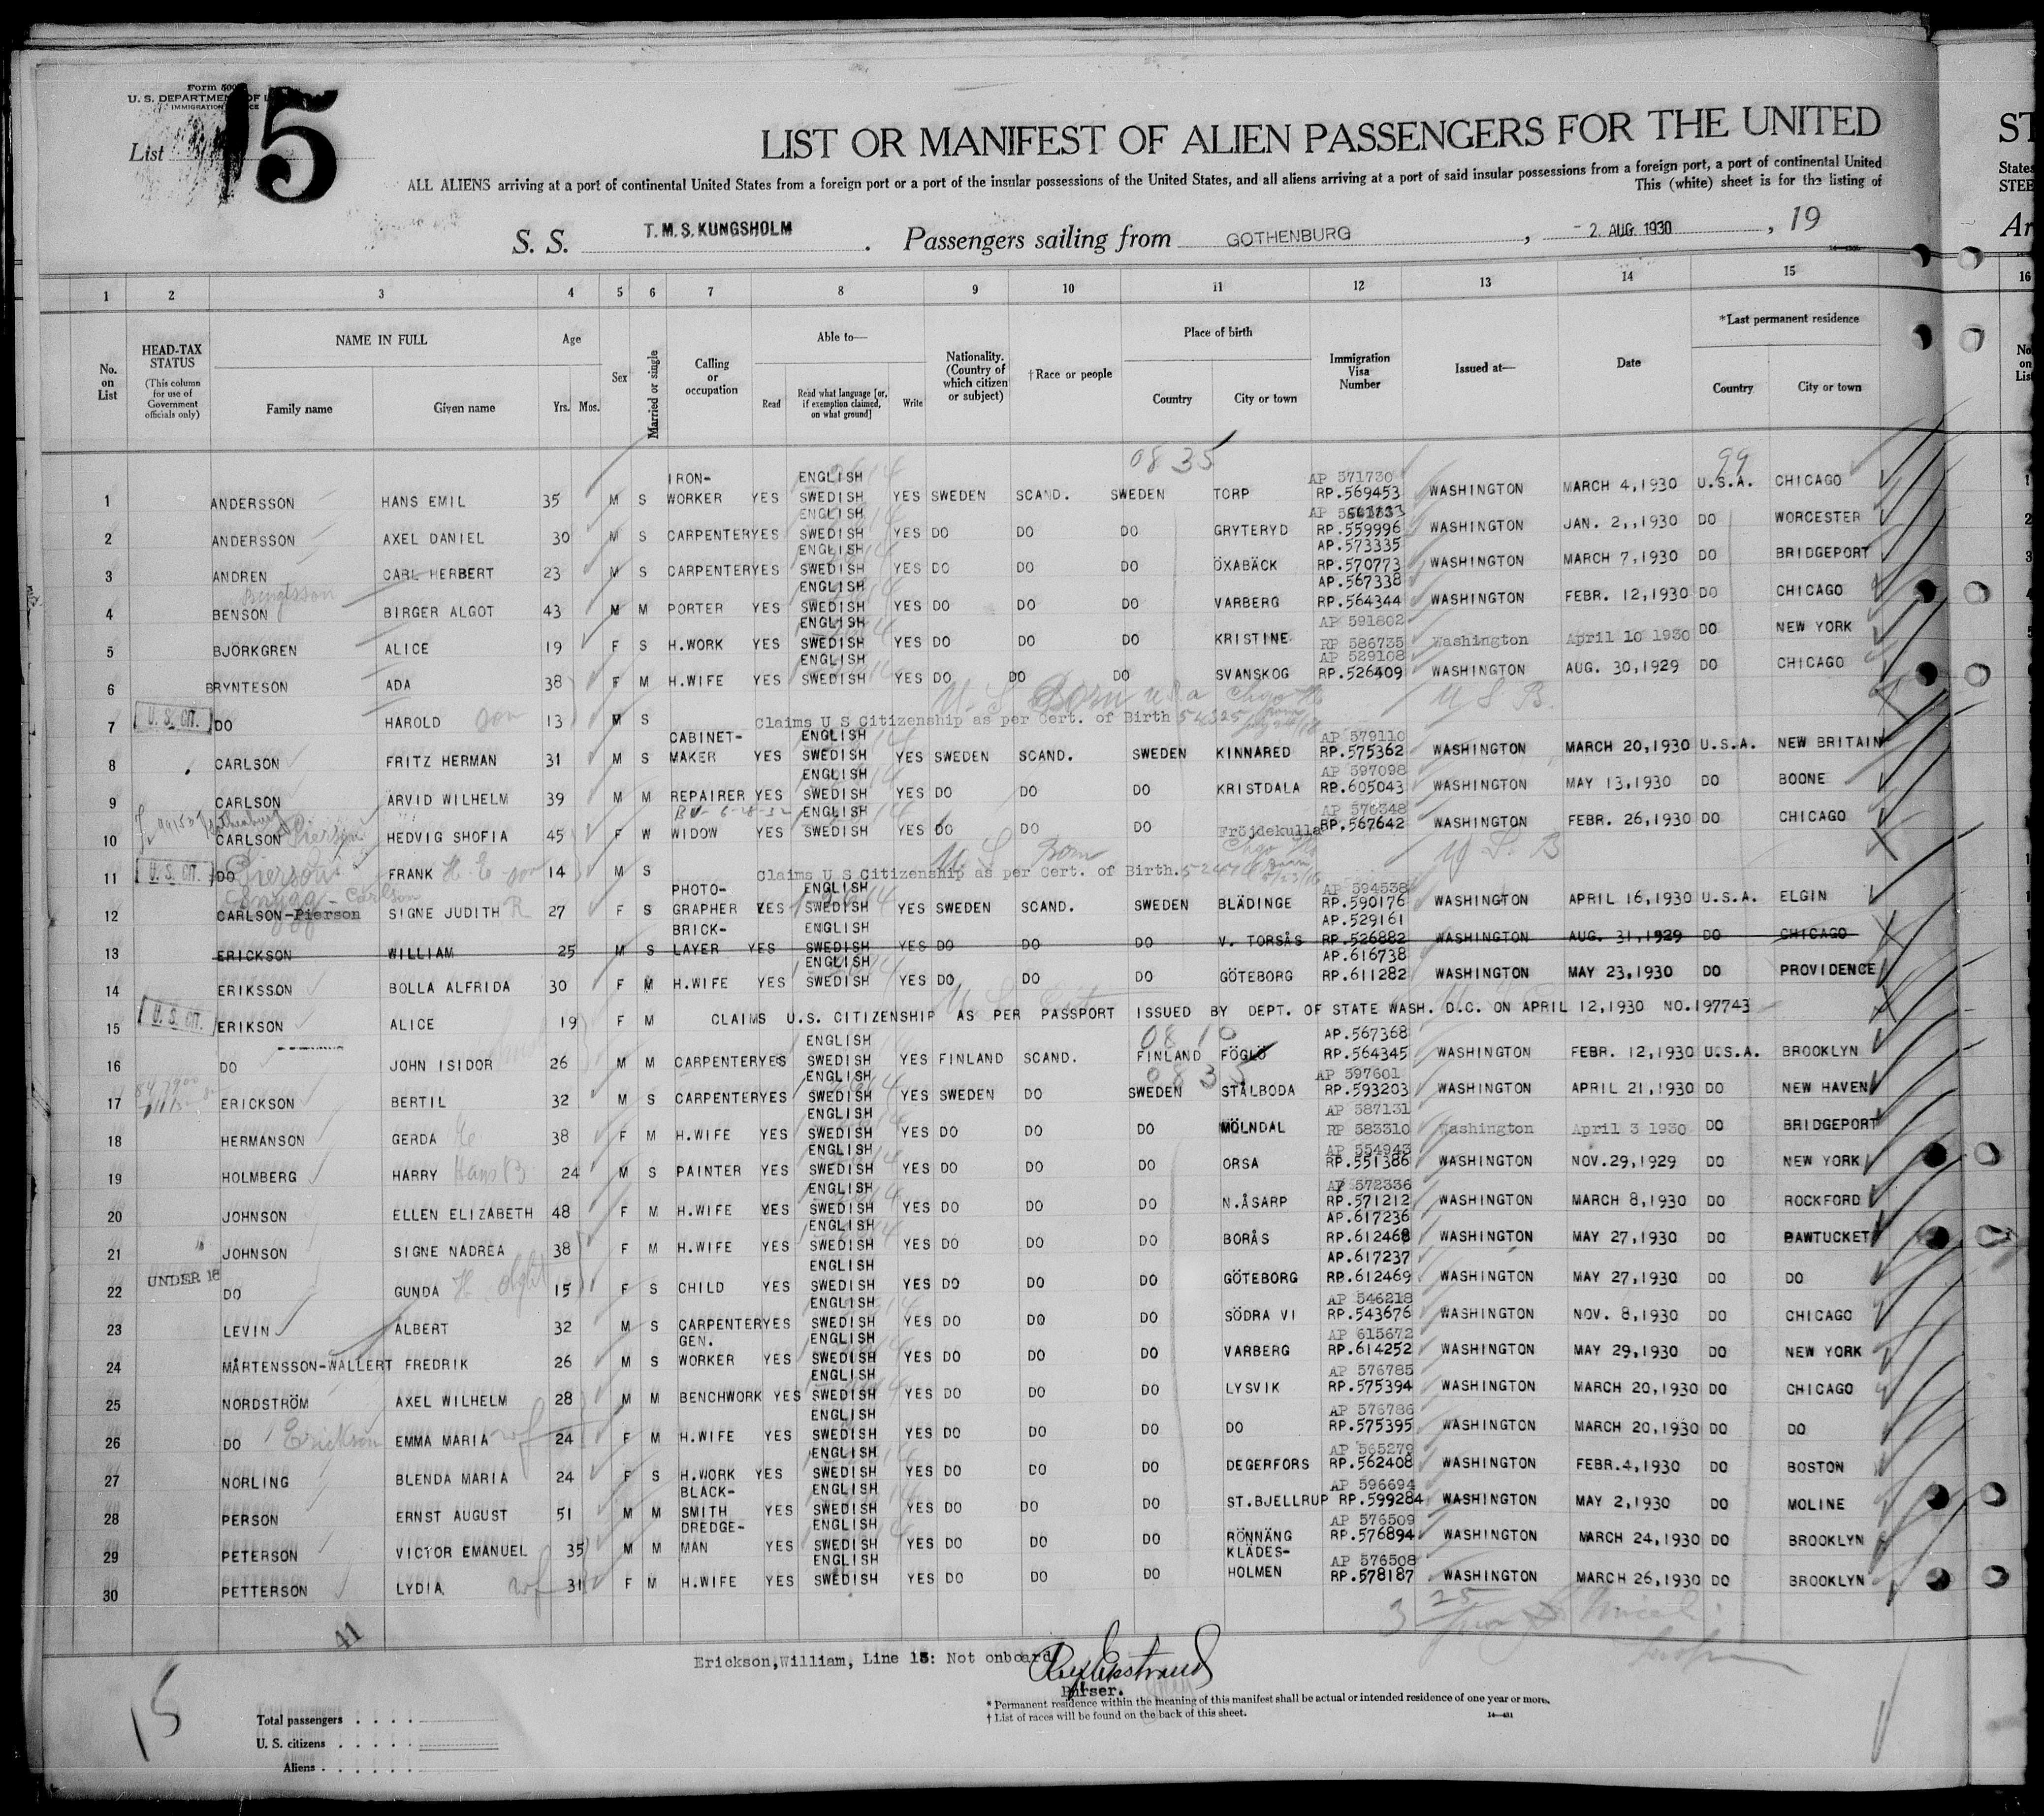 Form 500
U. S. DEPARTMENT OF
IMMIGRATION
List 15
LIST OR MANIFEST OF ALIEN PASSENGERS FOR THE UNITED
ALL ALIENS arriving at a port of continental United States from a foreign port or a port of the insular possessions of the United States, and all aliens arriving at a port of said insular possessions from a foreign port, a port of continental United
This (white) sheet is for the listing of
S. S. T.M.S. KUNGSHOLM . Passengers sailing from GOTHENBURG , -2 AUG 1930 , 19
1 2 3 4 5 6 7 8 9 10 11 12 13 14 15
No. on List
HEAD-TAX STATUS (This column for use of Government officials only)
NAME IN FULL Family name Given name
Age Yrs. Mos.
Sex
Married or single
Calling or occupation
Able to— Read Read what language [or, if exemption claimed, on what ground] Write
Nationality. (Country of which citizen or subject)
†Race or people
Place of birth Country City or town
Immigration Visa Number
Issued at—
Date
*Last permanent residence Country City or town
0835 99
1 ANDERSSON HANS EMIL 35 M S IRON-WORKER YES ENGLISH SWEDISH YES SWEDEN SCAND. SWEDEN TORP AP 571730 RP.569453 WASHINGTON MARCH 4,1930 U.S.A. CHICAGO
2 ANDERSSON AXEL DANIEL 30 M S CARPENTER YES ENGLISH SWEDISH YES DO DO DO GRYTERYD AP RP.559996 WASHINGTON JAN. 2,,1930 DO WORCESTER
3 ANDREN CARL HERBERT 23 M S CARPENTER YES ENGLISH SWEDISH YES DO DO DO ÖXABÄCK AP.573335 RP.570773 WASHINGTON MARCH 7,1930 DO BRIDGEPORT
Bengtsson
4 BENSON BIRGER ALGOT 43 M M PORTER YES ENGLISH SWEDISH YES DO DO DO VARBERG AP.567338 RP.564344 WASHINGTON FEBR. 12,1930 DO CHICAGO
5 BJÖRKGREN ALICE 19 F S H.WORK YES ENGLISH SWEDISH YES DO DO DO KRISTINE AP 591802 RP 586735 Washington April 10 1930 DO NEW YORK
6 BRYNTESON ADA 38 F M H.WIFE YES ENGLISH SWEDISH YES DO DO DO SVANSKOG AP 529108 RP.526409 WASHINGTON AUG. 30,1929 DO CHICAGO
U. S. Born U S B.
7 U. S. CIT. DO HAROLD son 13 M S Claims U S Citizenship as per Cert. of Birth 54325
8 CARLSON FRITZ HERMAN 31 M S CABINET-MAKER YES ENGLISH SWEDISH YES SWEDEN SCAND. SWEDEN KINNARED AP 579110 RP.575362 WASHINGTON MARCH 20,1930 U.S.A. NEW BRITAIN
9 CARLSON ARVID WILHELM 39 M M REPAIRER YES ENGLISH SWEDISH YES DO DO DO KRISTDALA AP 597098 RP.605043 WASHINGTON MAY 13,1930 DO BOONE
10 CARLSON Pierson HEDVIG SHOFIA 45 F W WIDOW YES ENGLISH SWEDISH YES DO DO DO Fröjdekulla AP 570348 RP.567642 WASHINGTON FEBR. 26,1930 DO CHICAGO
U. S. Born U S B
11 U. S. CIT. DO Pierson FRANK H. E son 14 M S Claims U S Citizenship as per Cert. of Birth.
12 CARLSON-Pierson Carlson SIGNE JUDITH R 27 F S PHOTO-GRAPHER YES ENGLISH SWEDISH YES SWEDEN SCAND. SWEDEN BLÄDINGE AP 594538 RP.590176 WASHINGTON APRIL 16,1930 U.S.A. ELGIN
13 ERICKSON WILLIAM 25 M S BRICK-LAYER YES ENGLISH SWEDISH YES DO DO DO V. TORSÅS AP.529161 RP.526882 WASHINGTON AUG. 31,1929 DO CHICAGO
14 ERIKSSON BOLLA ALFRIDA 30 F M H.WIFE YES ENGLISH SWEDISH YES DO DO DO GÖTEBORG AP.616738 RP.611282 WASHINGTON MAY 23,1930 DO PROVIDENCE
15 U. S. CIT. ERIKSON ALICE 19 F M CLAIMS U.S. CITIZENSHIP AS PER PASSPORT ISSUED BY DEPT. OF STATE WASH. D.C. ON APRIL 12,1930 NO.197743
0810
16 DO JOHN ISIDOR 26 M M CARPENTER YES ENGLISH SWEDISH YES FINLAND SCAND. FINLAND FÖGLÖ AP.567368 RP.564345 WASHINGTON FEBR. 12,1930 U.S.A. BROOKLYN
0835
17 ERICKSON BERTIL 32 M S CARPENTER YES ENGLISH SWEDISH YES SWEDEN DO SWEDEN STÅLBODA AP 597601 RP.593203 WASHINGTON APRIL 21,1930 DO NEW HAVEN
18 HERMANSON GERDA 38 F M H.WIFE YES ENGLISH SWEDISH YES DO DO DO MÖLNDAL AP 587131 RP 583310 Washington April 3 1930 DO BRIDGEPORT
19 HOLMBERG HARRY Hans B 24 M S PAINTER YES ENGLISH SWEDISH YES DO DO DO ORSA AP 554943 RP.551386 WASHINGTON NOV.29,1929 DO NEW YORK
20 JOHNSON ELLEN ELIZABETH 48 F M H.WIFE YES ENGLISH SWEDISH YES DO DO DO N.ÅSARP AP 572336 RP.571212 WASHINGTON MARCH 8,1930 DO ROCKFORD
21 JOHNSON SIGNE NADREA 38 F M H.WIFE YES ENGLISH SWEDISH YES DO DO DO BORÅS AP.617236 RP.612468 WASHINGTON MAY 27,1930 DO PAWTUCKET
22 UNDER 16 DO GUNDA 15 F S CHILD YES ENGLISH SWEDISH YES DO DO DO GÖTEBORG AP.617237 RP.612469 WASHINGTON MAY 27,1930 DO DO
23 LEVIN ALBERT 32 M S CARPENTER YES ENGLISH SWEDISH YES DO DO DO SÖDRA VI AP 546218 RP.543676 WASHINGTON NOV. 8,1930 DO CHICAGO
24 MÅRTENSSON-WALLERT FREDRIK 26 M S GEN. WORKER YES ENGLISH SWEDISH YES DO DO DO VARBERG AP 615672 RP.614252 WASHINGTON MAY 29,1930 DO NEW YORK
25 NORDSTRÖM AXEL WILHELM 28 M M BENCHWORK YES ENGLISH SWEDISH YES DO DO DO LYSVIK AP 576785 RP.575394 WASHINGTON MARCH 20,1930 DO CHICAGO
26 DO Erickson EMMA MARIA wf 24 F M H.WIFE YES ENGLISH SWEDISH YES DO DO DO DO AP 576786 RP.575395 WASHINGTON MARCH 20,1930 DO DO
27 NORLING BLENDA MARIA 24 F S H.WORK YES ENGLISH SWEDISH YES DO DO DO DEGERFORS AP 565279 RP.562408 WASHINGTON FEBR.4,1930 DO BOSTON
28 PERSON ERNST AUGUST 51 M M BLACK-SMITH YES ENGLISH SWEDISH YES DO DO DO ST.BJELLRUP AP 596694 RP.599284 WASHINGTON MAY 2,1930 DO MOLINE
29 PETERSON VICTOR EMANUEL 35 M M DREDGE-MAN YES ENGLISH SWEDISH YES DO DO DO RÖNNÄNG AP 576509 RP.576894 WASHINGTON MARCH 24,1930 DO BROOKLYN
30 PETTERSON LYDIA wf 31 F M H.WIFE YES ENGLISH SWEDISH YES DO DO DO KLÄDES-HOLMEN AP 576508 RP.578187 WASHINGTON MARCH 26,1930 DO BROOKLYN
3 25
41
Erickson,William, Line 13: Not onboard
Purser.
* Permanent residence within the meaning of this manifest shall be actual or intended residence of one year or more.
† List of races will be found on the back of this sheet.
15
Total passengers
U. S. citizens
Aliens
ST
States
STEE
Ar
16
No. on List